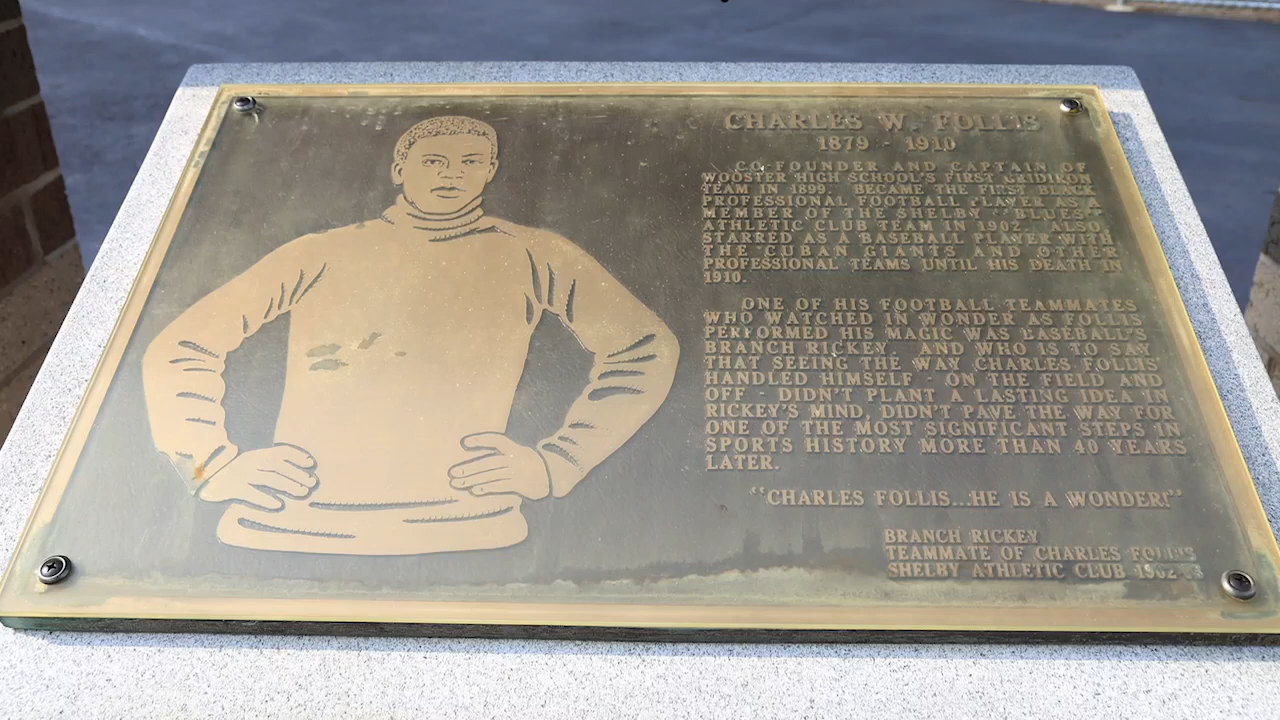 CHARLES W. FOLLIS
1879 - 1910
CO-FOUNDER AND CAPTAIN OF
WOOSTER HIGH SCHOOL'S FIRST GRIDIRON
TEAM IN 1899. BECAME THE FIRST BLACK
PROFESSIONAL FOOTBALL PLAYER AS A
MEMBER OF THE SHELBY "BLUES"
ATHLETIC CLUB TEAM IN 1902. ALSO,
STARRED AS A BASEBALL PLAYER WITH
THE CUBAN GIANTS AND OTHER
PROFESSIONAL TEAMS UNTIL HIS DEATH IN
1910.
ONE OF HIS FOOTBALL TEAMMATES
WHO WATCHED IN WONDER AS FOLLIS
PERFORMED HIS MAGIC WAS BASEBALL'S
BRANCH RICKEY. AND WHO IS TO SAY
THAT SEEING THE WAY CHARLES FOLLIS
HANDLED HIMSELF - ON THE FIELD AND
OFF - DIDN'T PLANT A LASTING IDEA IN
RICKEY'S MIND, DIDN'T PAVE THE WAY FOR
ONE OF THE MOST SIGNIFICANT STEPS IN
SPORTS HISTORY MORE THAN 40 YEARS
LATER.
"CHARLES FOLLIS...HE IS A WONDER!"
BRANCH RICKEY
TEAMMATE OF CHARLES FOLLIS
SHELBY ATHLETIC CLUB